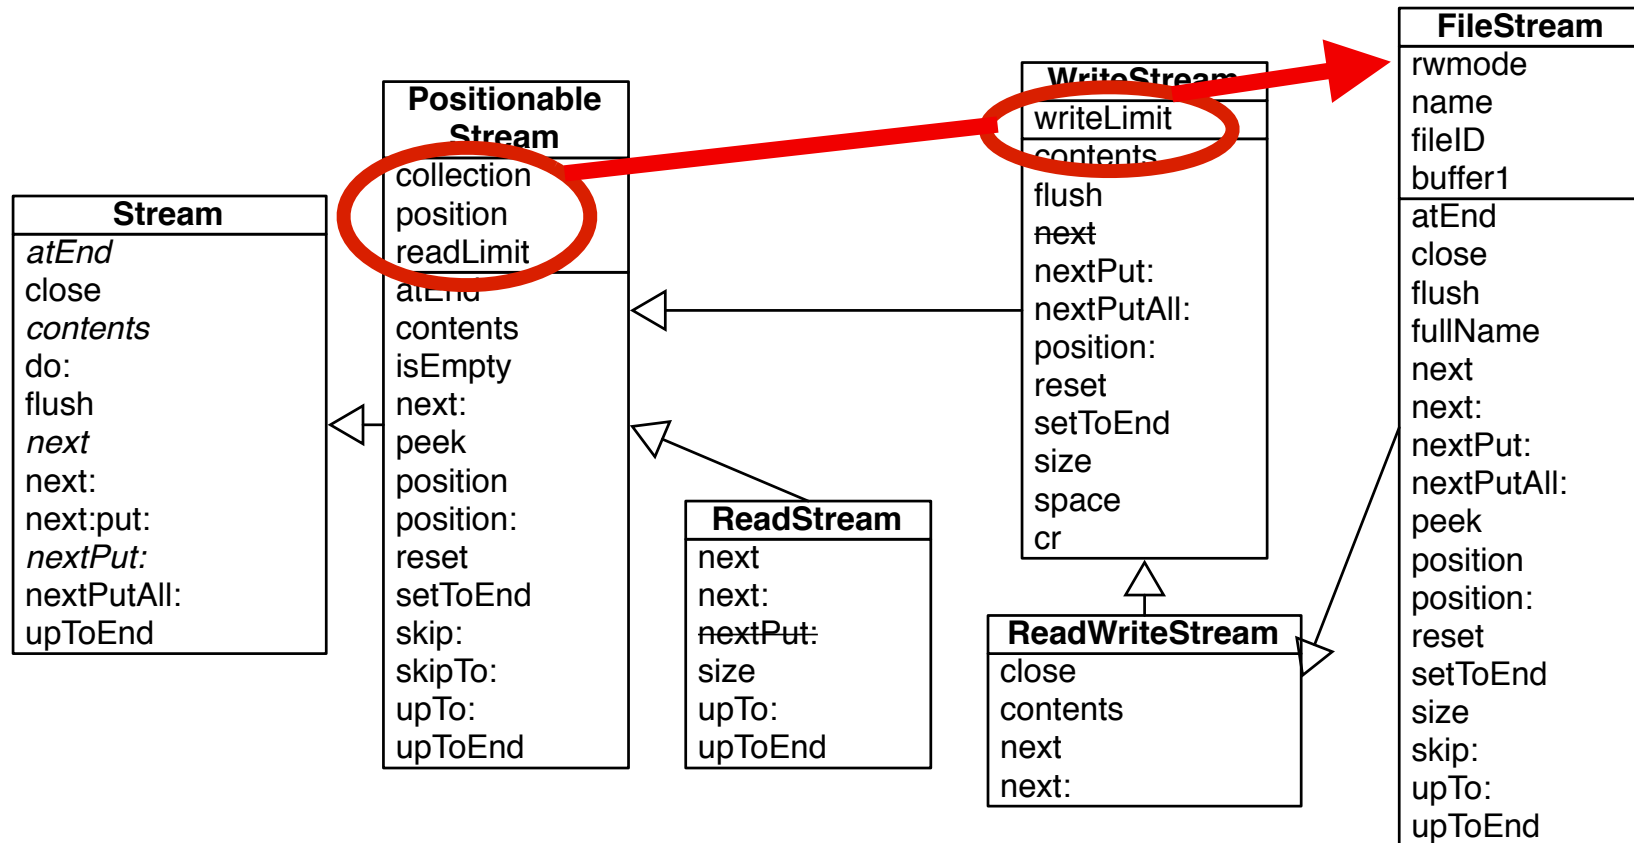 Stream
atEnd
close
contents
do:
flush
next
next:
next:put:
nextPut:
nextPutAll:
upToEnd
Positionable
Stream
collection
position
readLimit
atEnd
contents
isEmpty
next:
peek
position
position:
reset
setToEnd
skip:
skipTo:
upTo:
upToEnd
ReadStream
next
next:
nextPut:
size
upTo:
upToEnd
WriteStream
writeLimit
contents
flush
next
nextPut:
nextPutAll:
position:
reset
setToEnd
size
space
cr
ReadWriteStream
close
contents
next
next:
FileStream
rwmode
name
fileID
buffer1
atEnd
close
flush
fullName
next
next:
nextPut:
nextPutAll:
peek
position
position:
reset
setToEnd
size
skip:
upTo:
upToEnd